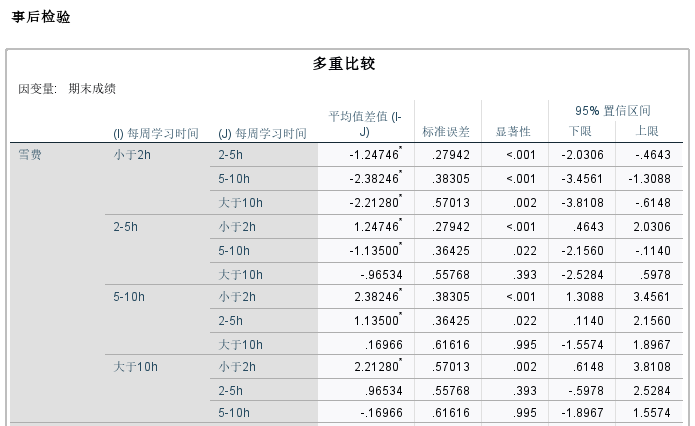 事后检验
多重比较
因变量: 期末成绩
(I) 每周学习时间 (J) 每周学习时间 平均值差值 (I-J) 标准误差 显著性 95% 置信区间 下限 上限
雪费 小于2h 2-5h -1.24746* .27942 <.001 -2.0306 -.4643
5-10h -2.38246* .38305 <.001 -3.4561 -1.3088
大于10h -2.21280* .57013 .002 -3.8108 -.6148
2-5h 小于2h 1.24746* .27942 <.001 .4643 2.0306
5-10h -1.13500* .36425 .022 -2.1560 -.1140
大于10h -.96534 .55768 .393 -2.5284 .5978
5-10h 小于2h 2.38246* .38305 <.001 1.3088 3.4561
2-5h 1.13500* .36425 .022 .1140 2.1560
大于10h .16966 .61616 .995 -1.5574 1.8967
大于10h 小于2h 2.21280* .57013 .002 .6148 3.8108
2-5h .96534 .55768 .393 -.5978 2.5284
5-10h -.16966 .61616 .995 -1.8967 1.5574